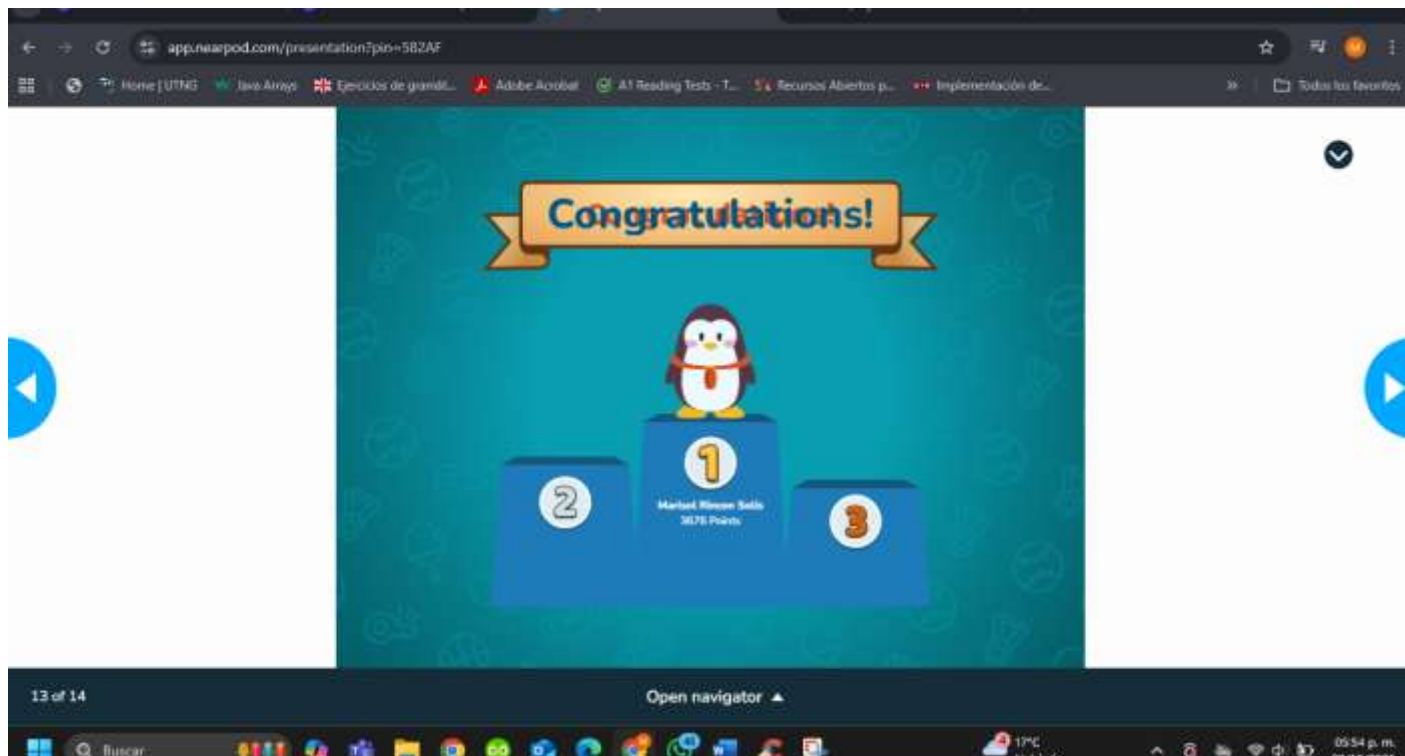 app.nearpod.com/presentation?pin=582AF
Home | UTNG
Java Arrays
Ejercicios de gramát...
Adobe Acrobat
A1 Reading Tests - T...
Recursos Abiertos p...
Implementación de...
»
Todos los favoritos
Congratulations!
1
2
3
Marisol Rincon Solis
3678 Points
13 of 14
Open navigator
Buscar
17°C
05:54 p. m.